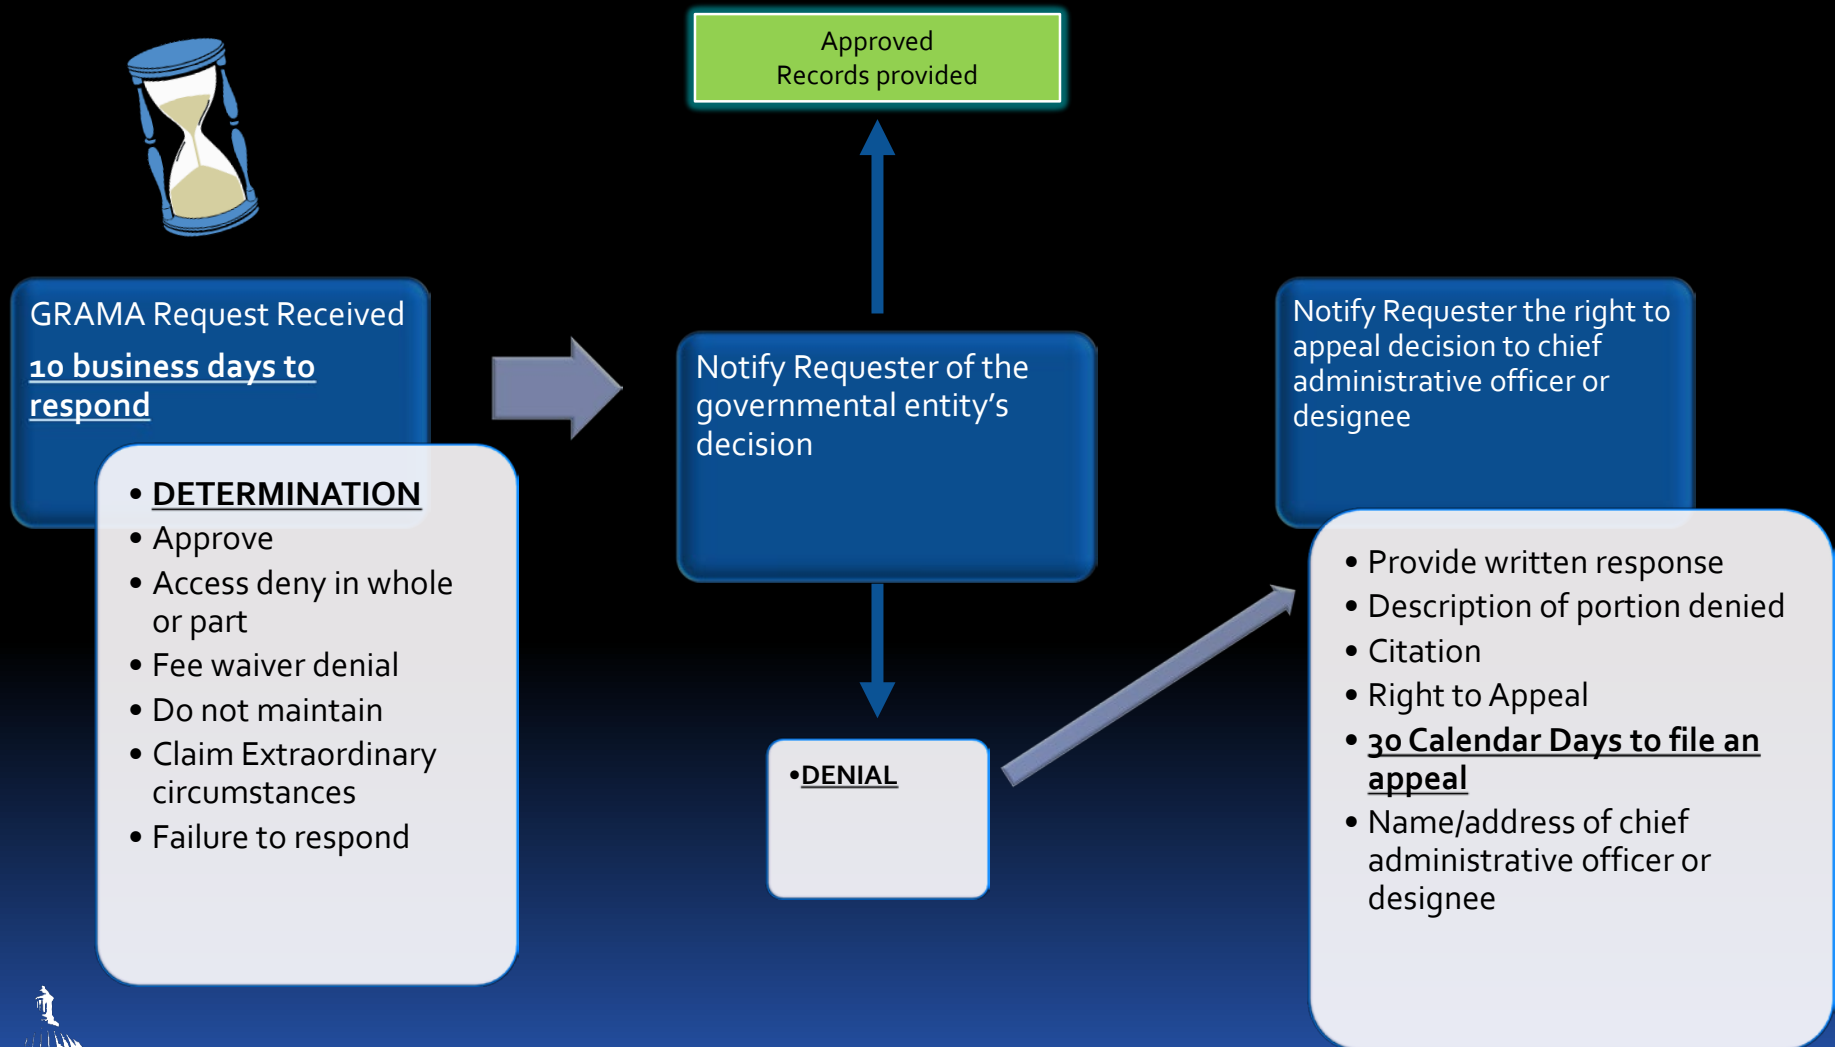 Approved
Records provided
GRAMA Request Received
10 business days to
respond
• DETERMINATION
• Approve
• Access deny in whole
or part
• Fee waiver denial
• Do not maintain
• Claim Extraordinary
circumstances
• Failure to respond
Notify Requester of the
governmental entity’s
decision
•DENIAL
Notify Requester the right to
appeal decision to chief
administrative officer or
designee
• Provide written response
• Description of portion denied
• Citation
• Right to Appeal
• 30 Calendar Days to file an
appeal
• Name/address of chief
administrative officer or
designee